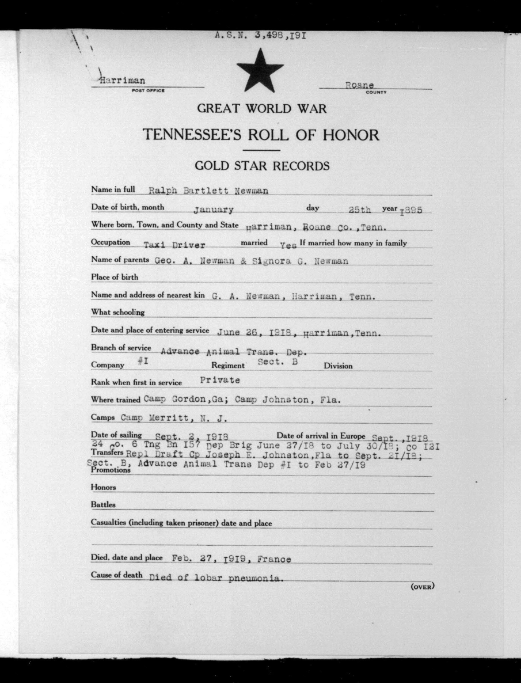 A.S.N. 3,498,191
Harriman Roane
POST OFFICE COUNTY
GREAT WORLD WAR
TENNESSEE'S ROLL OF HONOR
GOLD STAR RECORDS
Name in full Ralph Bartlett Newman
Date of birth, month January day 25th year 1895
Where born, Town, and County and State Harriman, Roane Co.,Tenn.
Occupation Taxi Driver married Yes If married how many in family
Name of parents Geo. A. Newman & Signora C. Newman
Place of birth
Name and address of nearest kin G. A. Newman, Harriman, Tenn.
What schooling
Date and place of entering service June 26, 1918, Harriman,Tenn.
Branch of service Advance Animal Trans. Dep.
Company #1 Regiment Sect. B Division
Rank when first in service Private
Where trained Camp Gordon,Ga; Camp Johnston, Fla.
Camps Camp Merritt, N. J.
Date of sailing Sept. 2, 1918 Date of arrival in Europe Sept.,1918
24 Co. 6 Tng Bn 157 Dep Brig June 27/18 to July 30/18; Co 121
Transfers Repl Draft Cp Joseph E. Johnston,Fla to Sept. 21/18;
Sect. B, Advance Animal Trans Dep #1 to Feb 27/19
Promotions
Honors
Battles
Casualties (including taken prisoner) date and place
Died, date and place Feb. 27, 1919, France
Cause of death Died of lobar pneumonia.
(OVER)